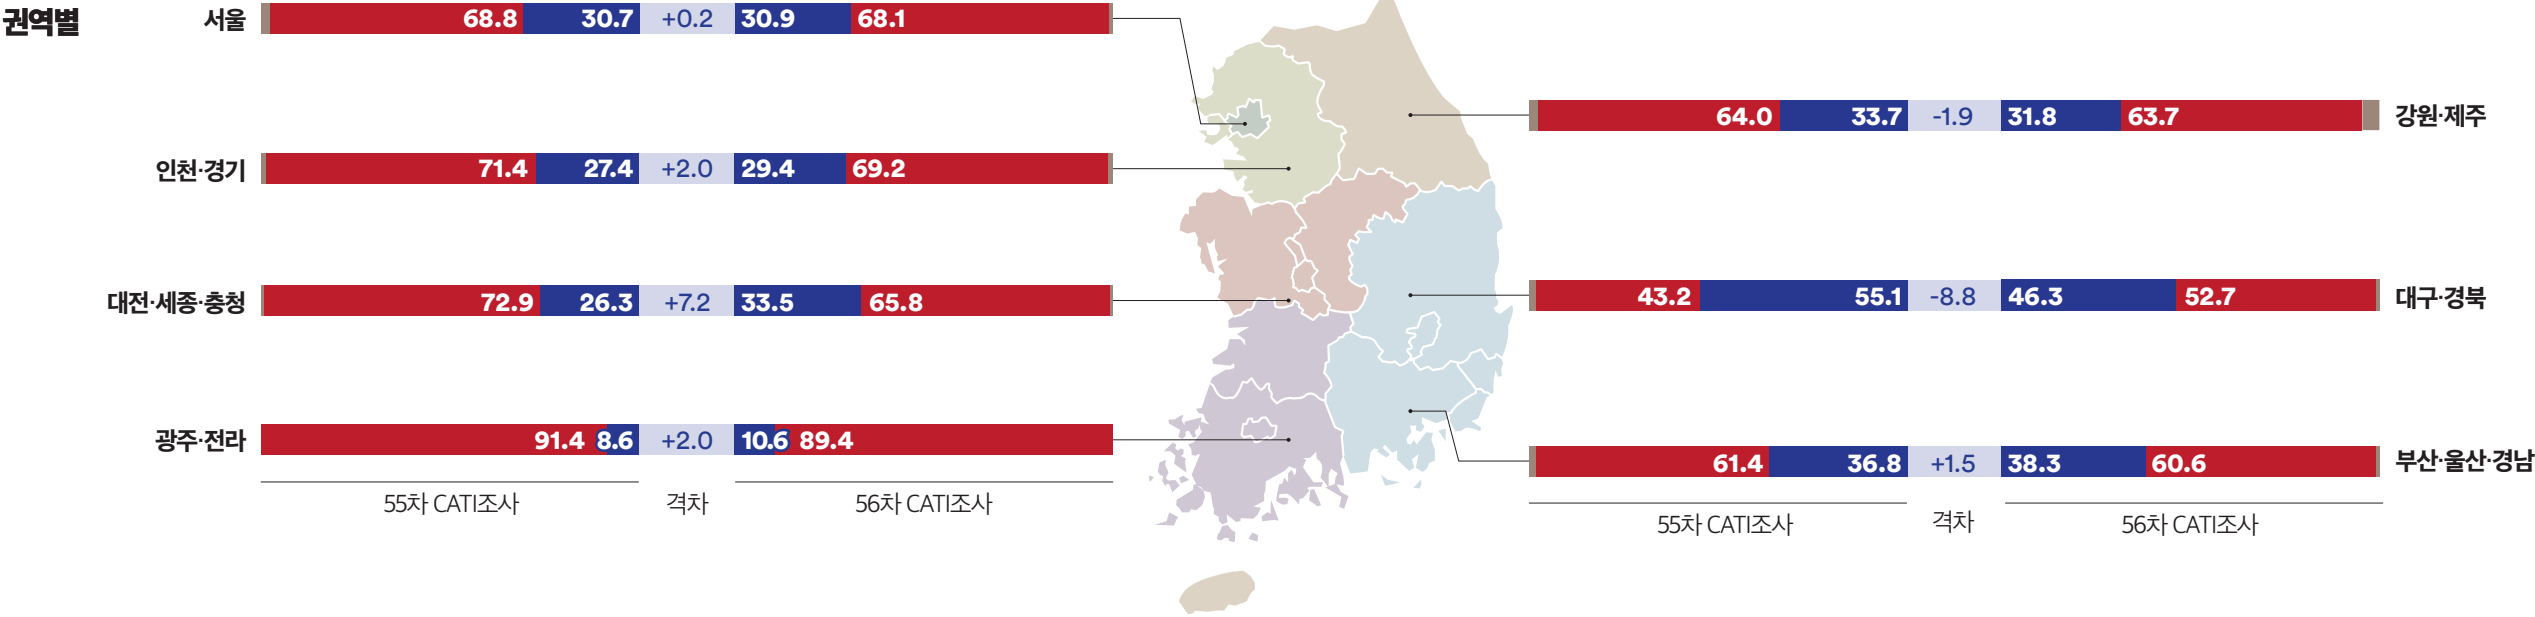 권역별
서울 68.8 30.7 +0.2 30.9 68.1
인천·경기 71.4 27.4 +2.0 29.4 69.2
대전·세종·충청 72.9 26.3 +7.2 33.5 65.8
광주·전라 91.4 8.6 +2.0 10.6 89.4
55차 CATI조사 격차 56차 CATI조사
64.0 33.7 -1.9 31.8 63.7 강원·제주
43.2 55.1 -8.8 46.3 52.7 대구·경북
61.4 36.8 +1.5 38.3 60.6 부산·울산·경남
55차 CATI조사 격차 56차 CATI조사